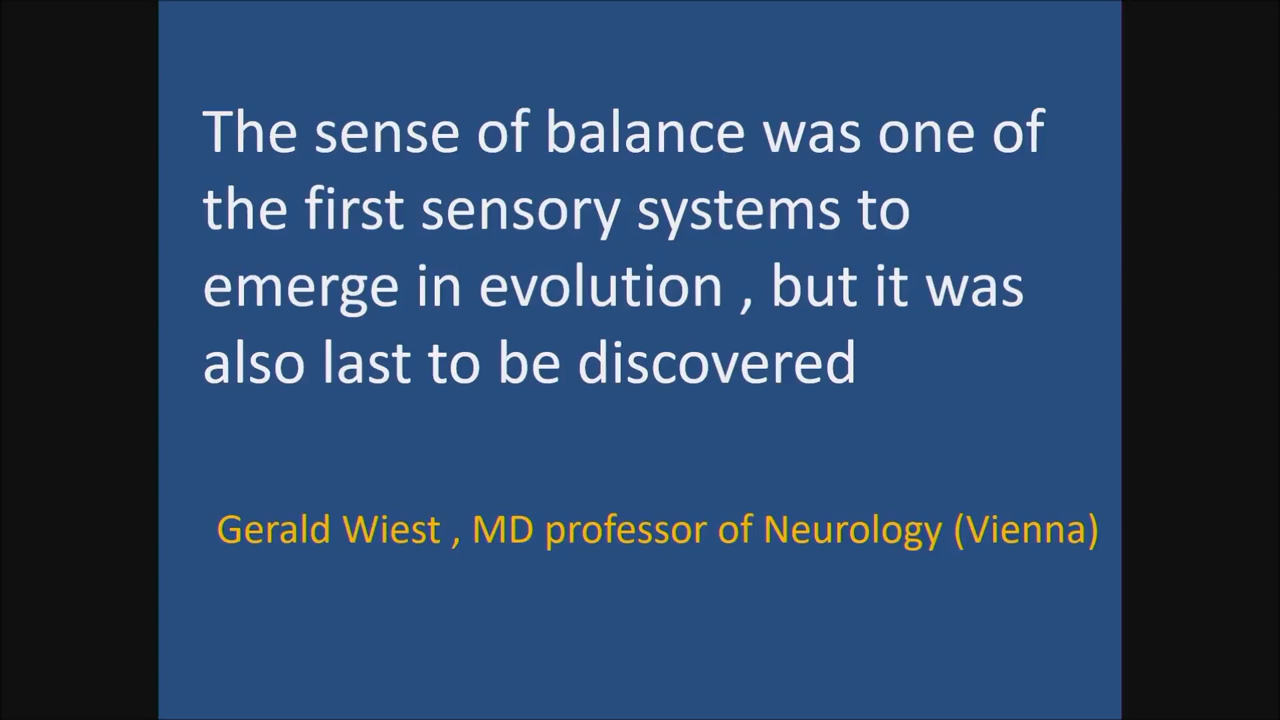 The sense of balance was one of
the first sensory systems to
emerge in evolution , but it was
also last to be discovered
Gerald Wiest , MD professor of Neurology (Vienna)